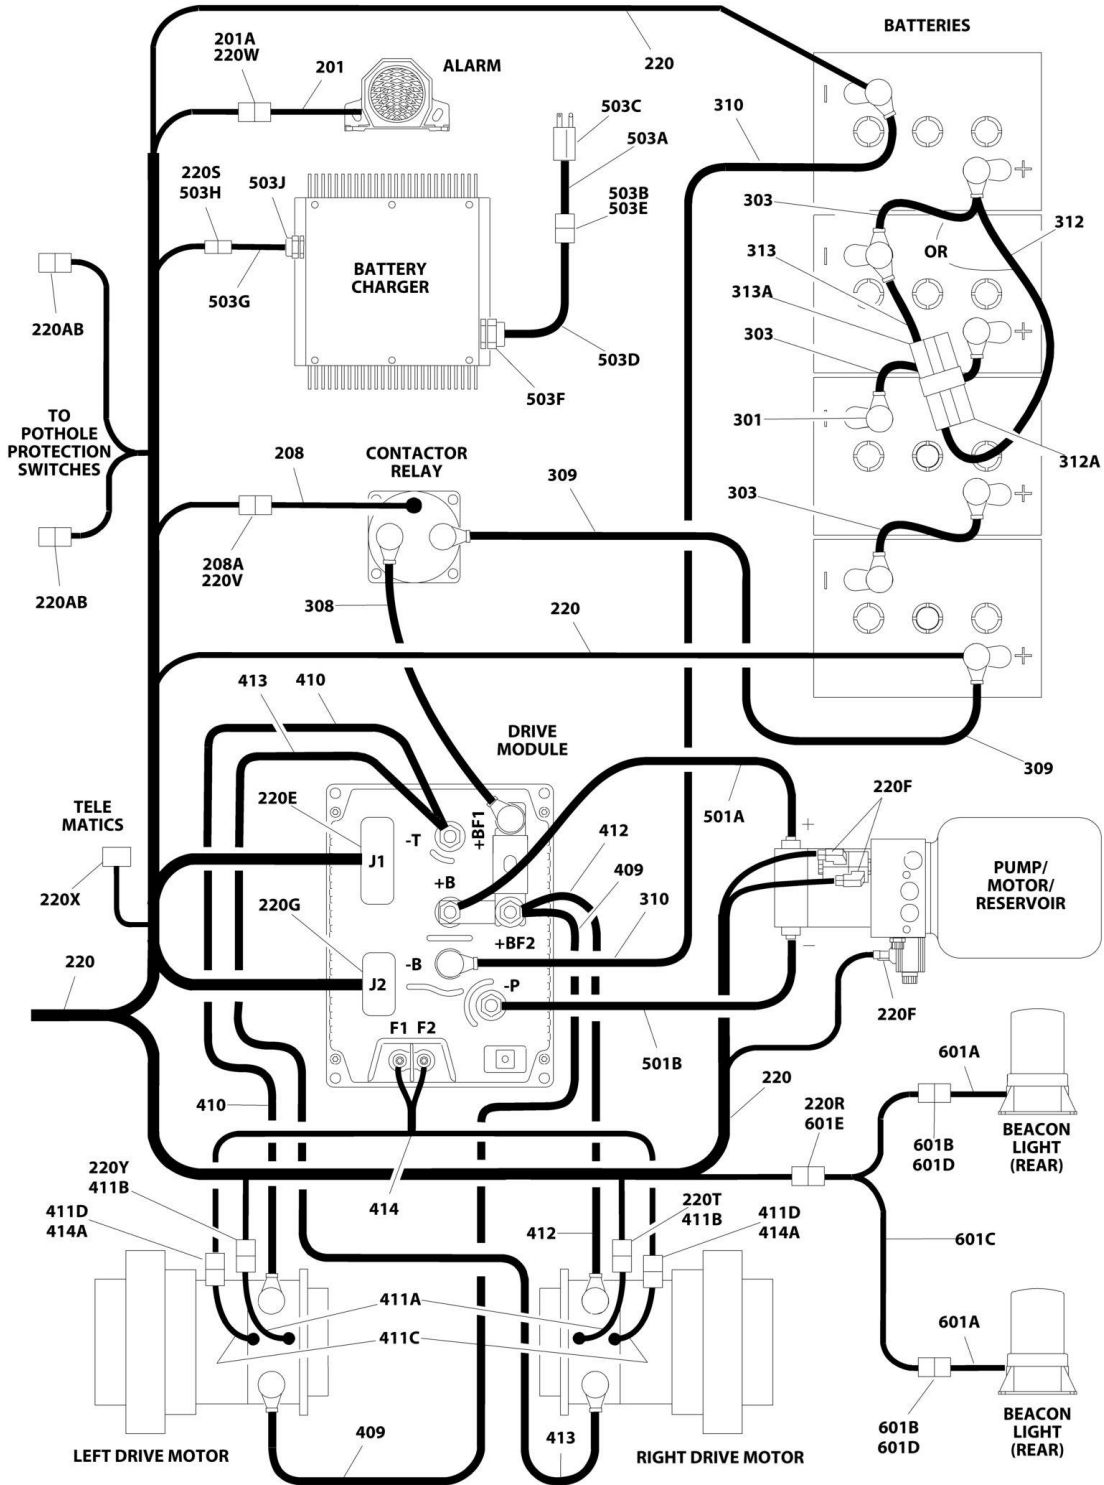 220
BATTERIES
201A
220W
201
ALARM
220
310
503C
503A
220S
503H
503J
503B
503E
303
312
BATTERY
CHARGER
313
OR
503G
313A
220AB
303
503D
503F
TO
POTHOLE
PROTECTION
SWITCHES
301
208
CONTACTOR
RELAY
309
312A
303
208A
220V
220AB
308
220
413
410
DRIVE
MODULE
309
TELE
MATICS
220E
501A
220F
-T
+BF1
412
J1
409
PUMP/
MOTOR/
RESERVOIR
+
+B
220X
220G
310
+BF2
220
-B
J2
-P
–
220F
F1 F2
501B
601A
410
220
220R
601E
601B
601D
BEACON
LIGHT
(REAR)
220Y
411B
414
412
220T
411B
411D
414A
411D
414A
601C
411A
411C
601A
409
413
601B
601D
BEACON
LIGHT
(REAR)
LEFT DRIVE MOTOR
RIGHT DRIVE MOTOR